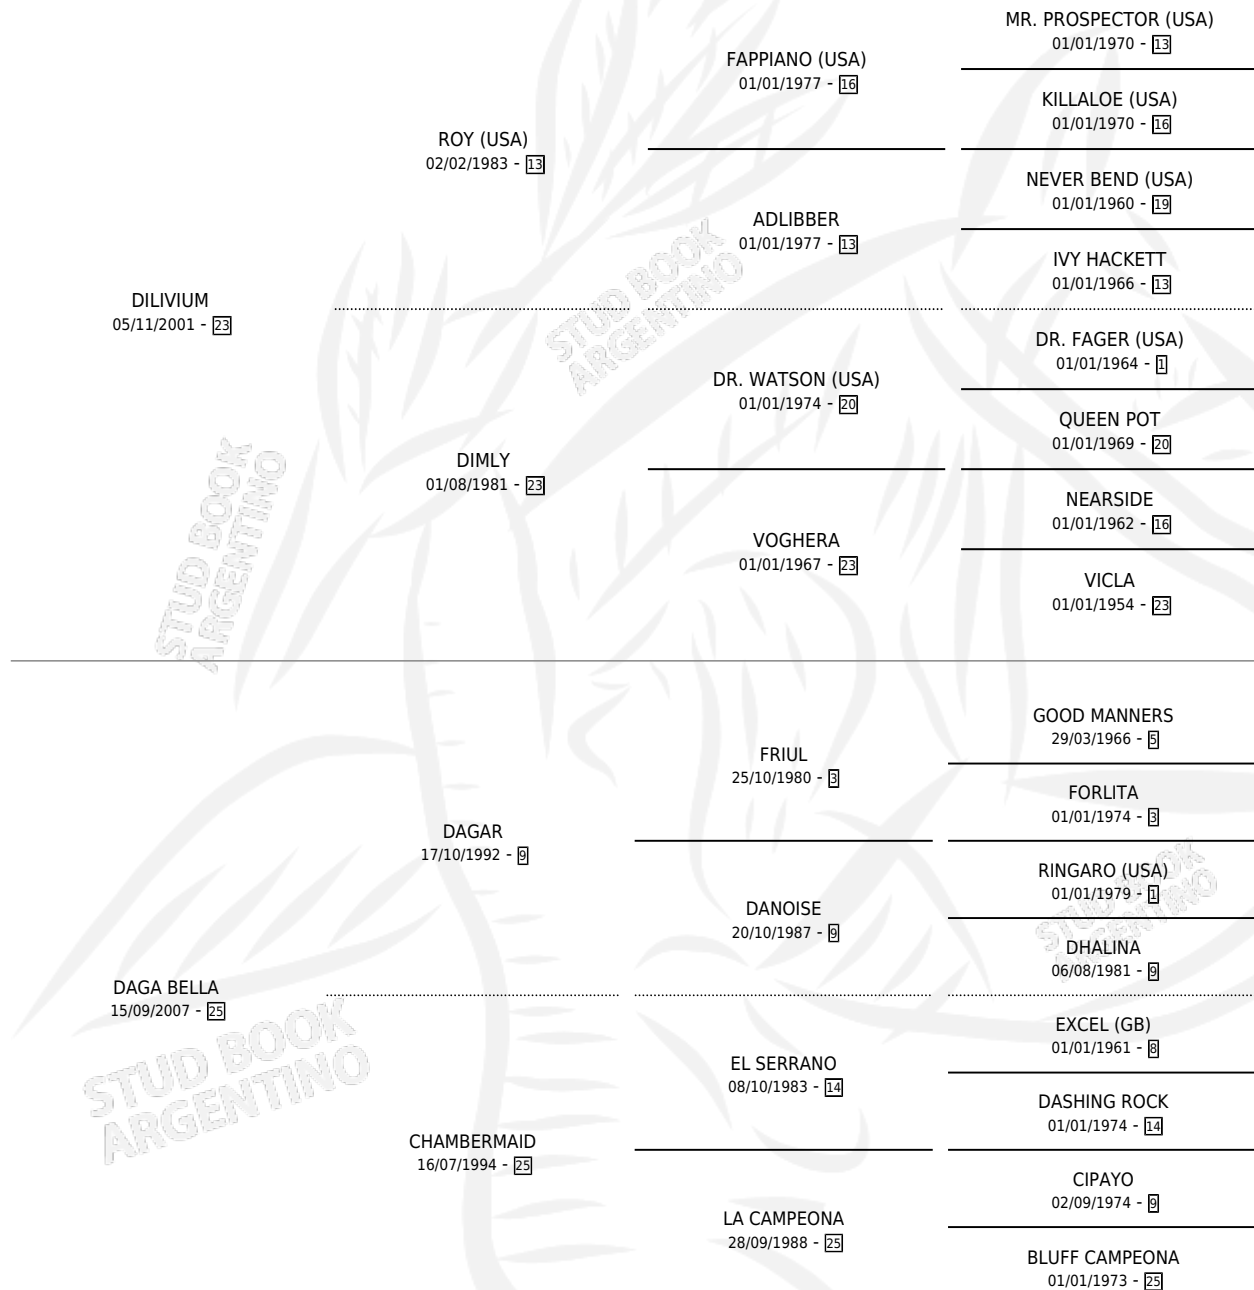 MR. PROSPECTOR (USA)
01/01/1970 - 13
FAPPIANO (USA)
01/01/1977 - 16
KILLALOE (USA)
01/01/1970 - 16
ROY (USA)
02/02/1983 - 13
NEVER BEND (USA)
01/01/1960 - 19
ADLIBBER
01/01/1977 - 13
IVY HACKETT
01/01/1966 - 13
DILIVIUM
05/11/2001 - 23
DR. FAGER (USA)
01/01/1964 - 1
DR. WATSON (USA)
01/01/1974 - 20
QUEEN POT
01/01/1969 - 20
DIMLY
01/08/1981 - 23
NEARSIDE
01/01/1962 - 16
VOGHERA
01/01/1967 - 23
VICLA
01/01/1954 - 23
STUD BOOK
ARGENTINO
STUD BOOK
ARGENTINO
GOOD MANNERS
29/03/1966 - 5
FRIUL
25/10/1980 - 3
FORLITA
01/01/1974 - 3
DAGAR
17/10/1992 - 9
RINGARO (USA)
01/01/1979 - 1
DANOISE
20/10/1987 - 9
DHALINA
06/08/1981 - 9
STUD BOOK
ARGENTINO
DAGA BELLA
15/09/2007 - 25
EXCEL (GB)
01/01/1961 - 8
EL SERRANO
08/10/1983 - 14
DASHING ROCK
01/01/1974 - 14
STUD BOOK
ARGENTINO
CHAMBERMAID
16/07/1994 - 25
CIPAYO
02/09/1974 - 9
LA CAMPEONA
28/09/1988 - 25
BLUFF CAMPEONA
01/01/1973 - 25